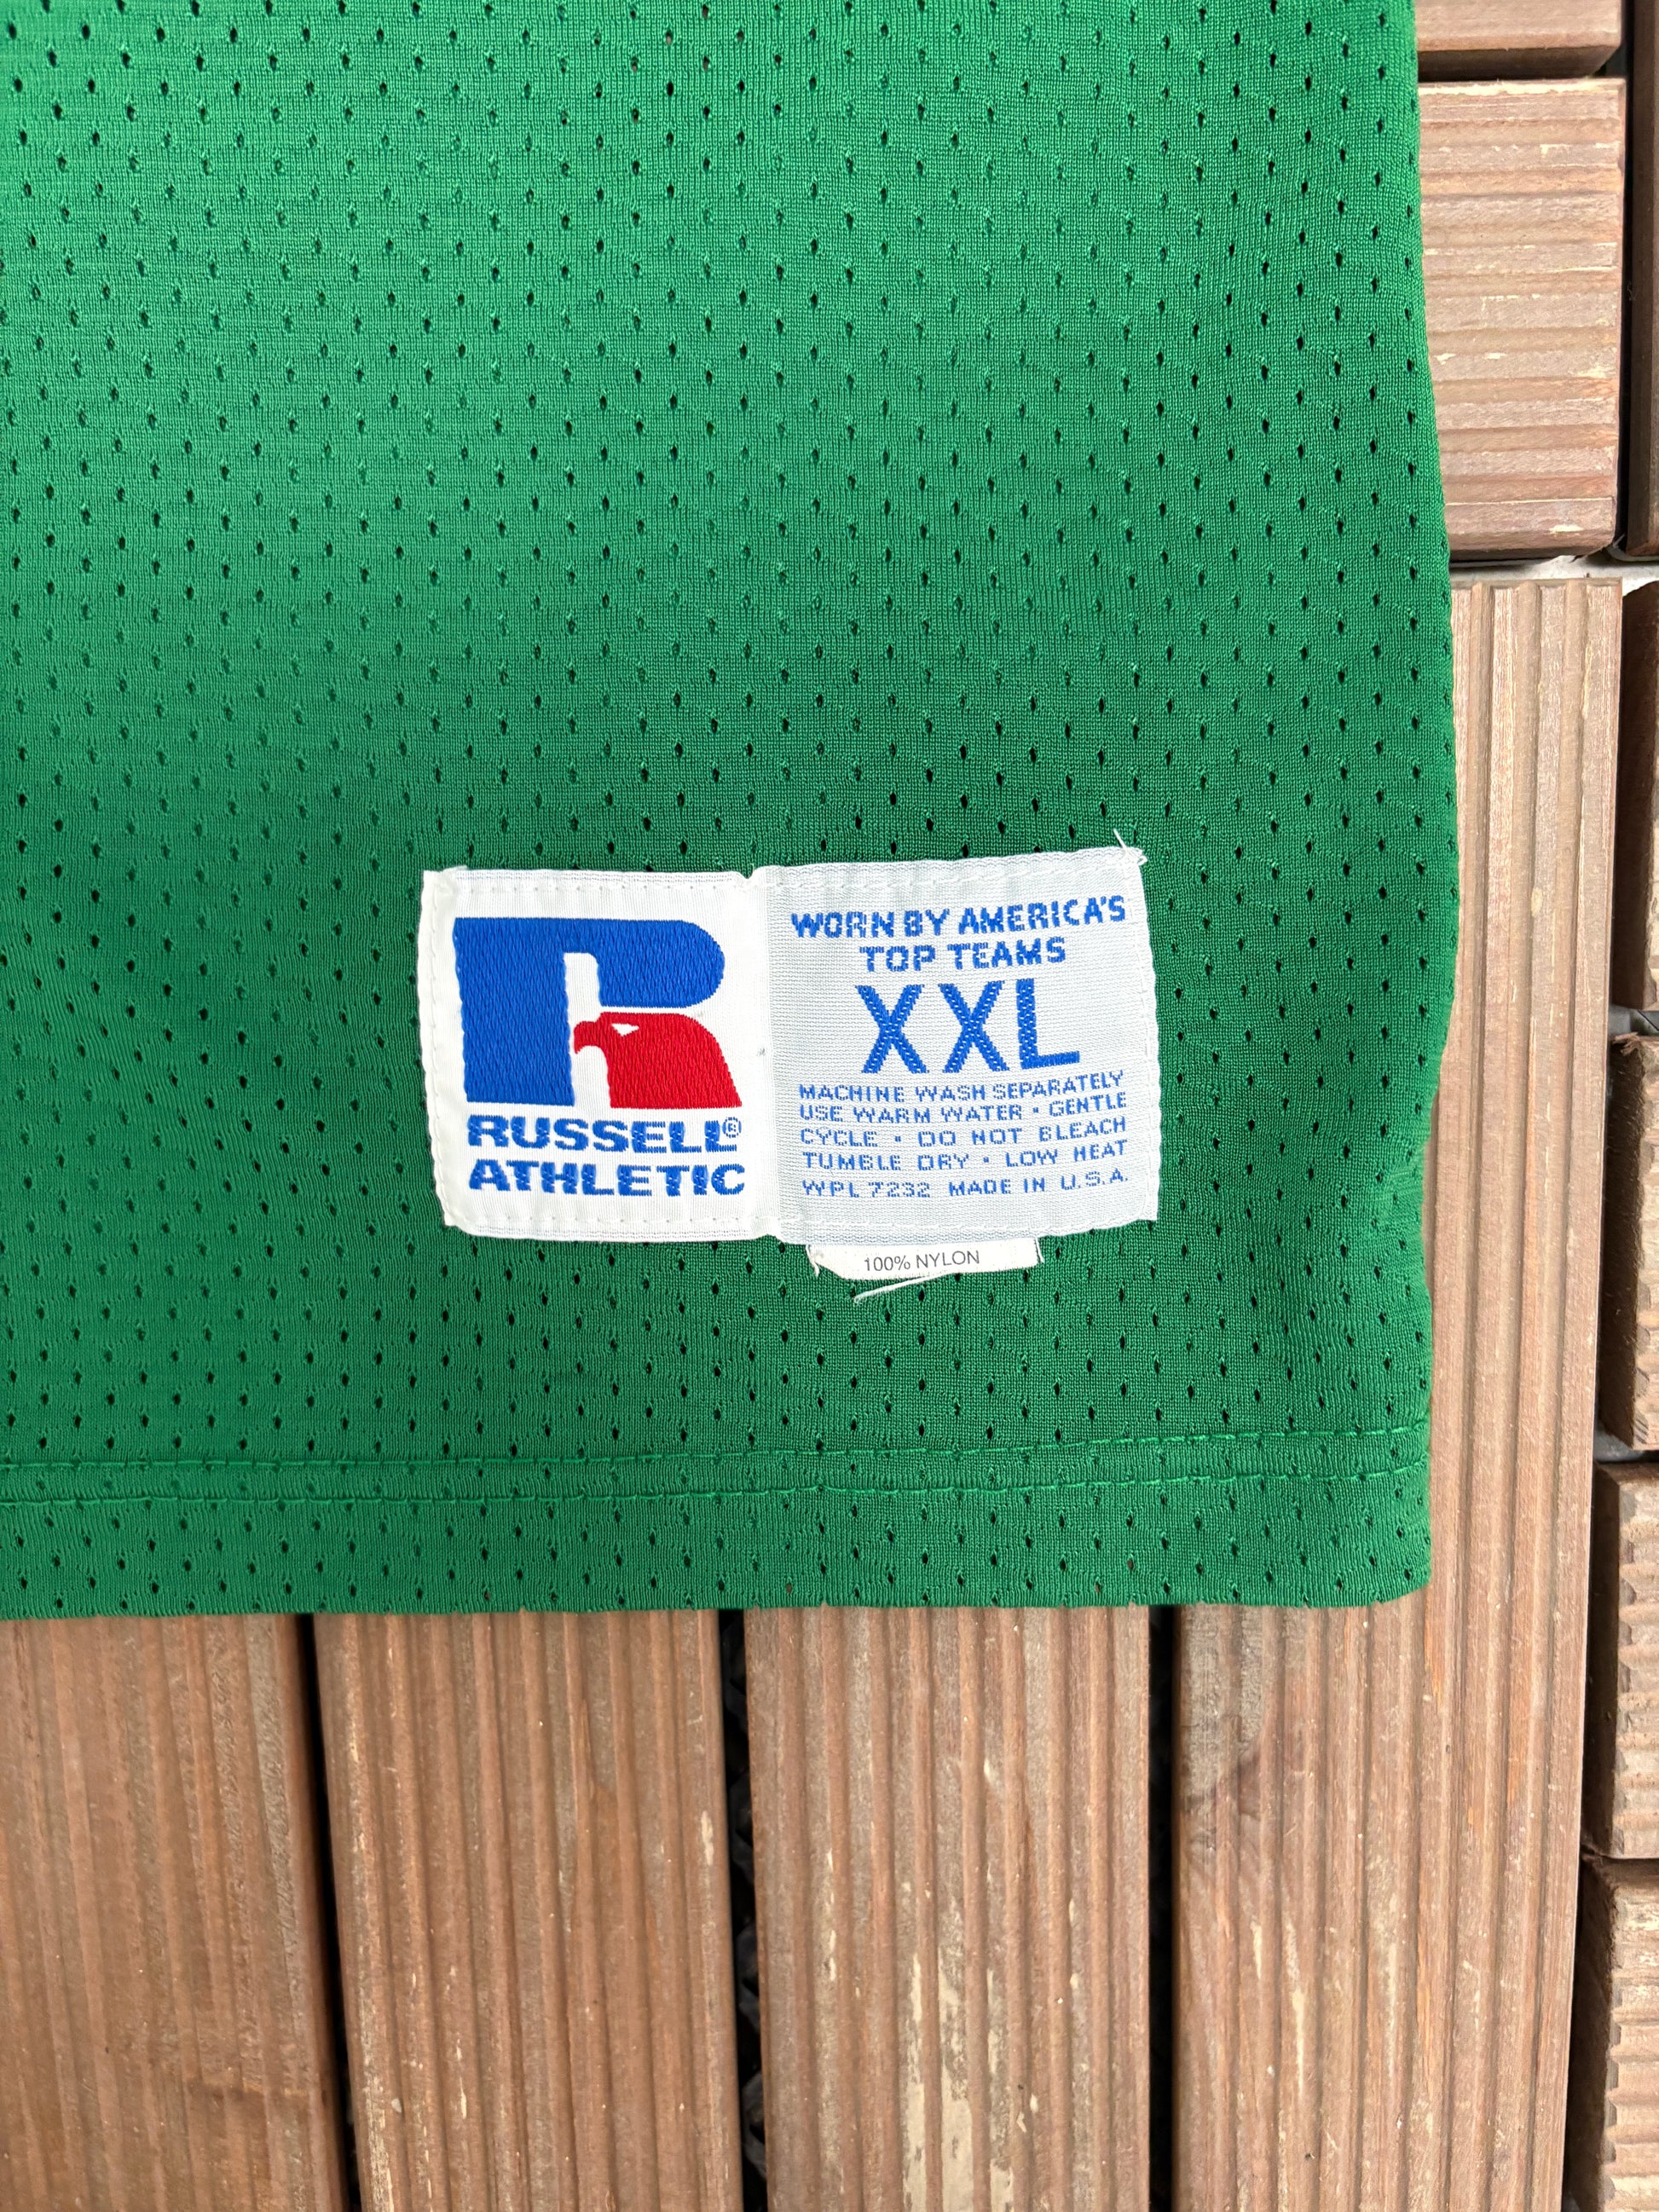 RUSSELL®
ATHLETIC
WORN BY AMERICA'S
TOP TEAMS
XXL
MACHINE WASH SEPARATELY
USE WARM WATER • GENTLE
CYCLE • DO NOT BLEACH
TUMBLE DRY • LOW HEAT
WPL 7232 MADE IN U.S.A.
100% NYLON